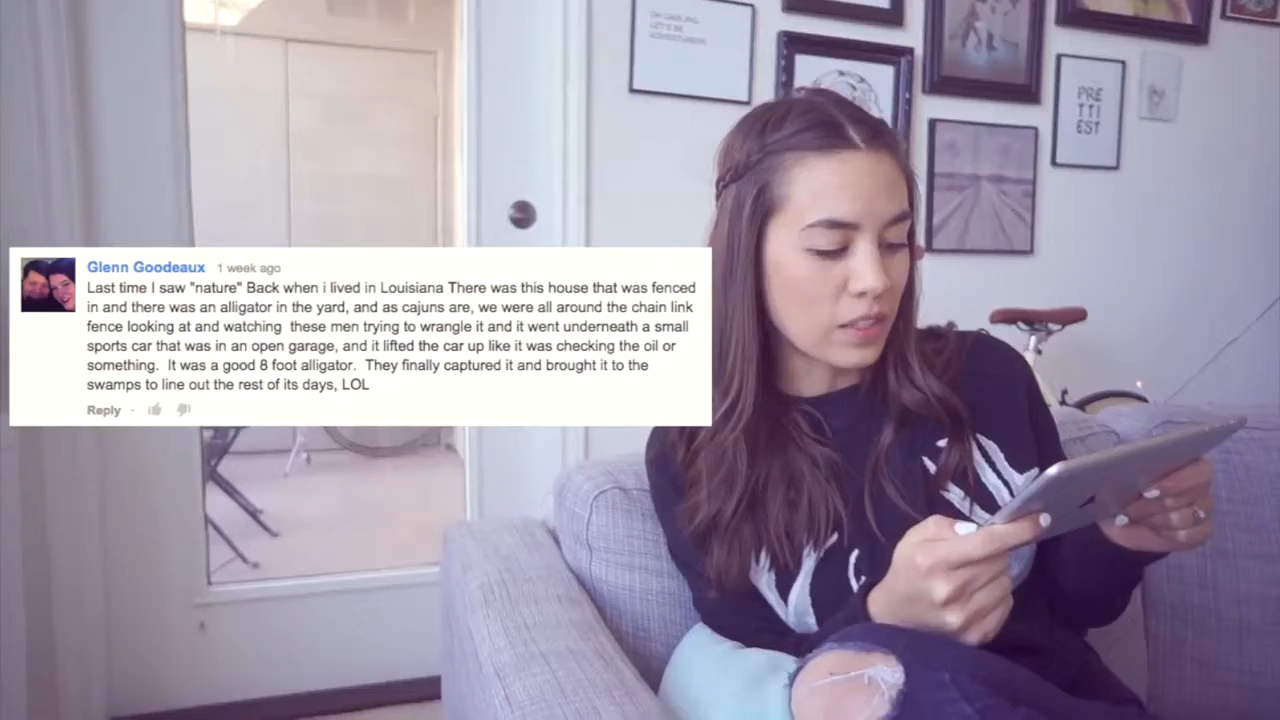 OH DARLING,
LET'S BE
ADVENTURERS
PRE
TTI
EST
Glenn Goodeaux 1 week ago
Last time I saw "nature" Back when i lived in Louisiana There was this house that was fenced
in and there was an alligator in the yard, and as cajuns are, we were all around the chain link
fence looking at and watching these men trying to wrangle it and it went underneath a small
sports car that was in an open garage, and it lifted the car up like it was checking the oil or
something. It was a good 8 foot alligator. They finally captured it and brought it to the
swamps to line out the rest of its days, LOL
Reply ·